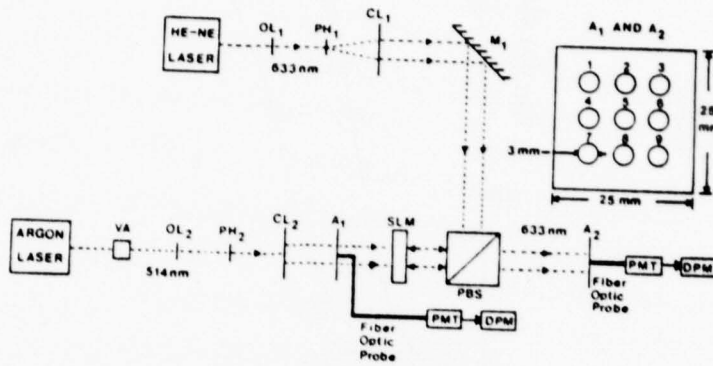 HE-NE
LASER
OL1
PH1
CL1
M1
633nm
A1 AND A2
1 2 3
4 5 6
7 8 9
3mm
25
mm
25 mm
ARGON
LASER
VA
OL2
PH2
CL2
A1
SLM
PBS
633nm
A2
514nm
PMT
DPM
Fiber
Optic
Probe
PMT
DPM
Fiber
Optic
Probe